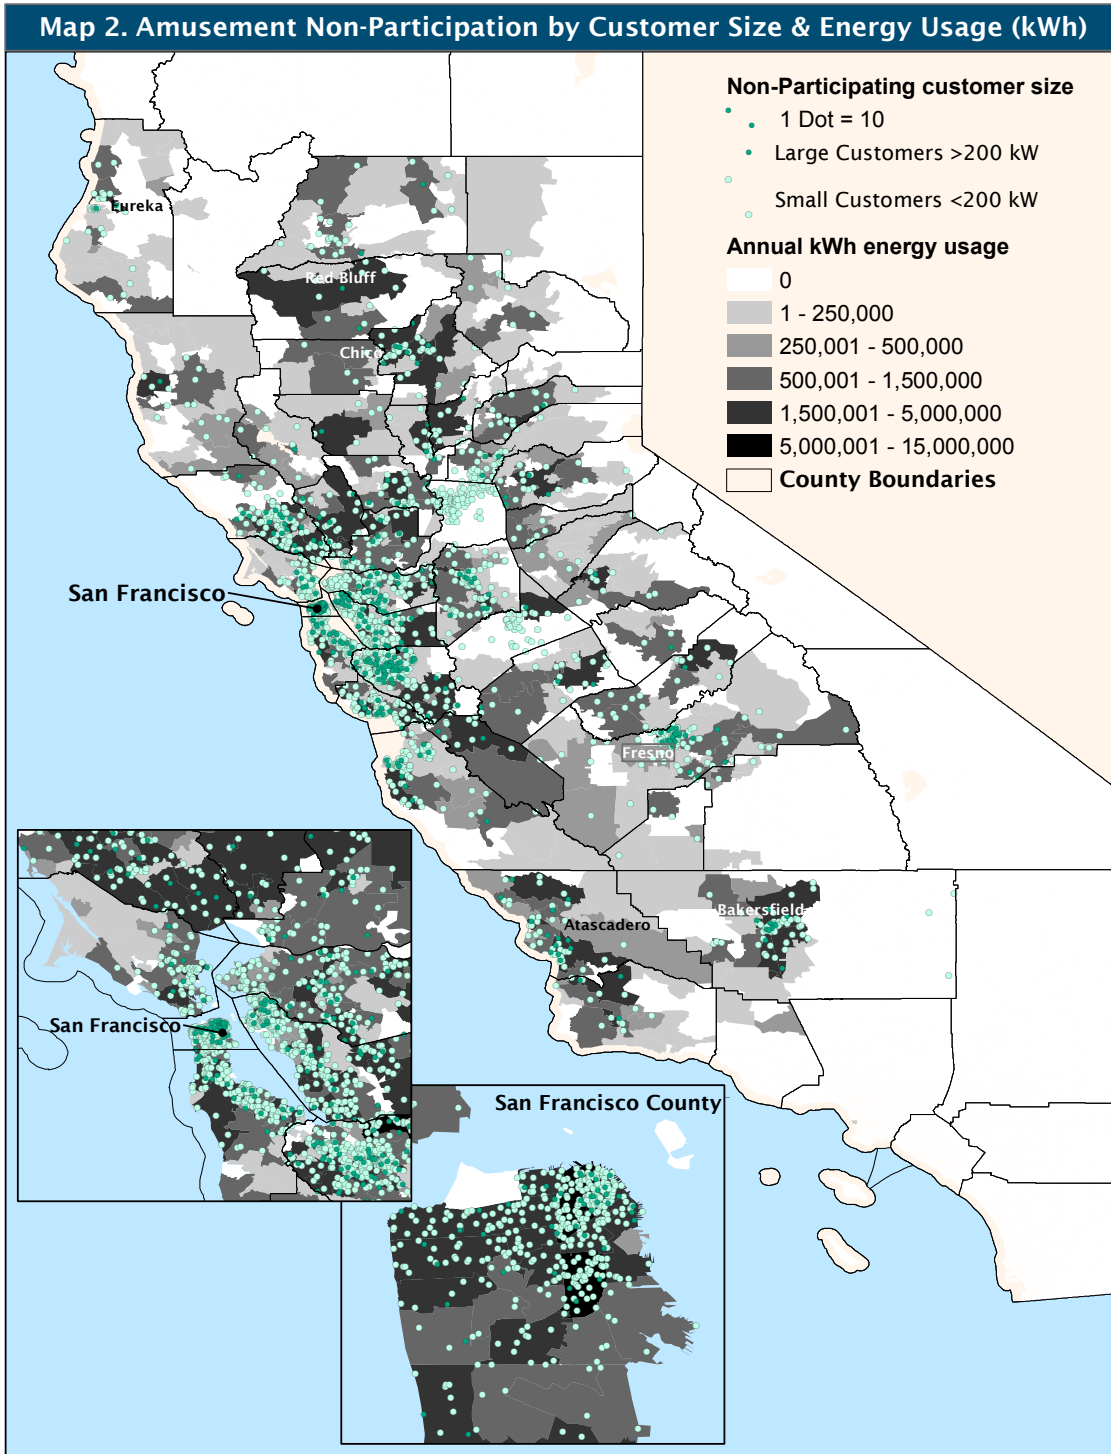 Map 2. Amusement Non-Participation by Customer Size & Energy Usage (kWh)
Non-Participating customer size
1 Dot = 10
Large Customers >200 kW
Small Customers <200 kW
Annual kWh energy usage
0
1 - 250,000
250,001 - 500,000
500,001 - 1,500,000
1,500,001 - 5,000,000
5,000,001 - 15,000,000
County Boundaries
Eureka
Red Bluff
Chico
San Francisco
Fresno
Bakersfield
Atascadero
San Francisco
San Francisco County